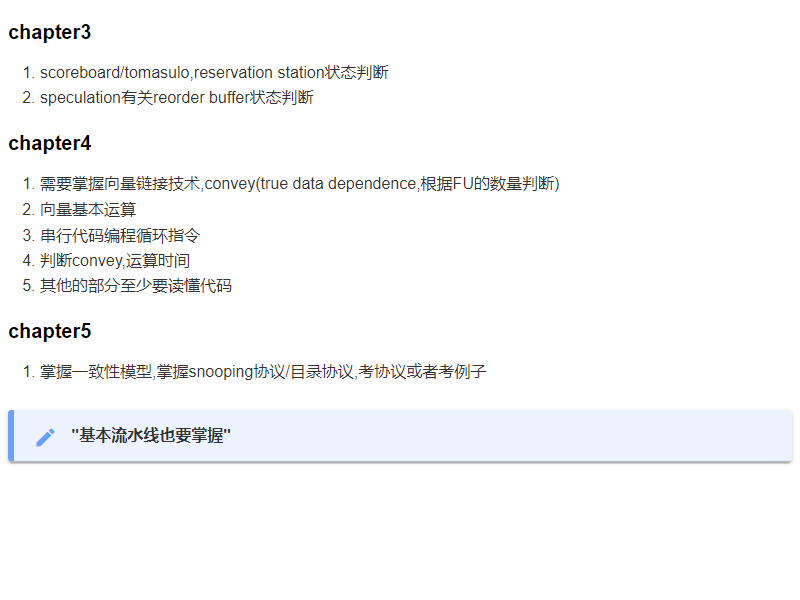 chapter3
1. scoreboard/tomasulo,reservation station状态判断
2. speculation有关reorder buffer状态判断
chapter4
1. 需要掌握向量链接技术,convey(true data dependence,根据FU的数量判断)
2. 向量基本运算
3. 串行代码编程循环指令
4. 判断convey,运算时间
5. 其他的部分至少要读懂代码
chapter5
1. 掌握一致性模型,掌握snooping协议/目录协议,考协议或者考例子
"基本流水线也要掌握"